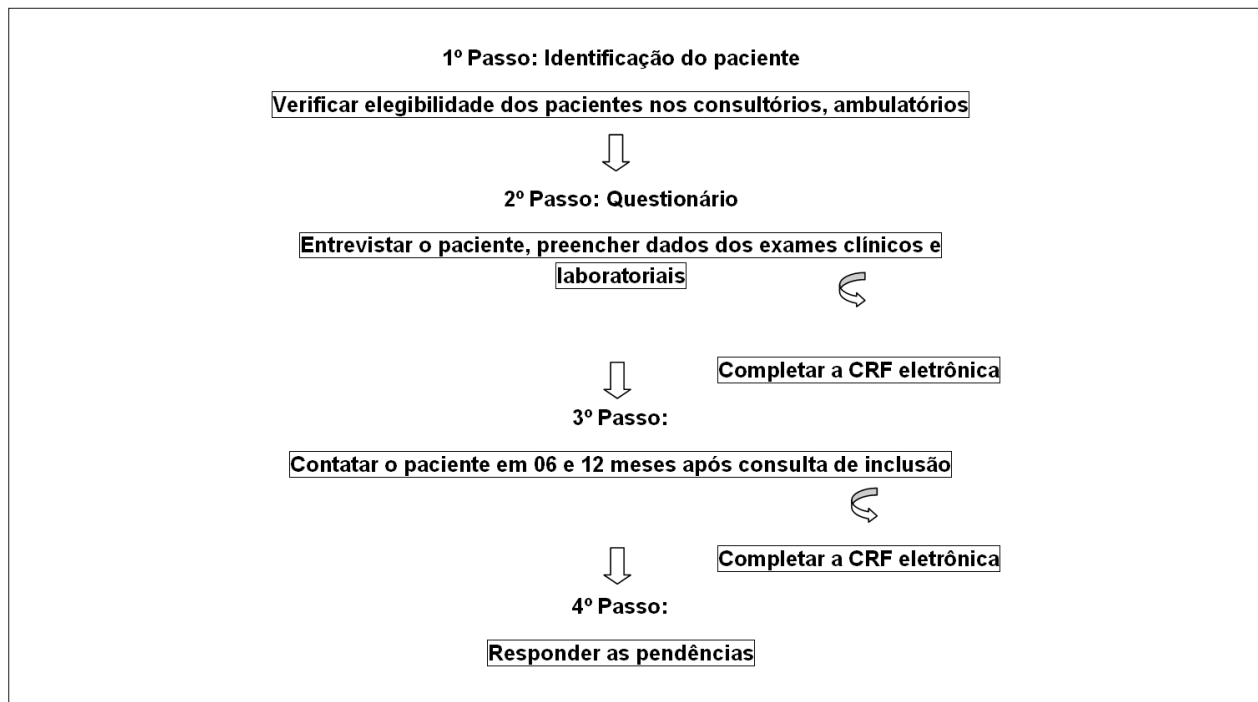 1º Passo: Identificação do paciente
Verificar elegibilidade dos pacientes nos consultórios, ambulatórios
2º Passo: Questionário
Entrevistar o paciente, preencher dados dos exames clínicos e
laboratoriais
Completar a CRF eletrônica
3º Passo:
Contatar o paciente em 06 e 12 meses após consulta de inclusão
Completar a CRF eletrônica
4º Passo:
Responder as pendências